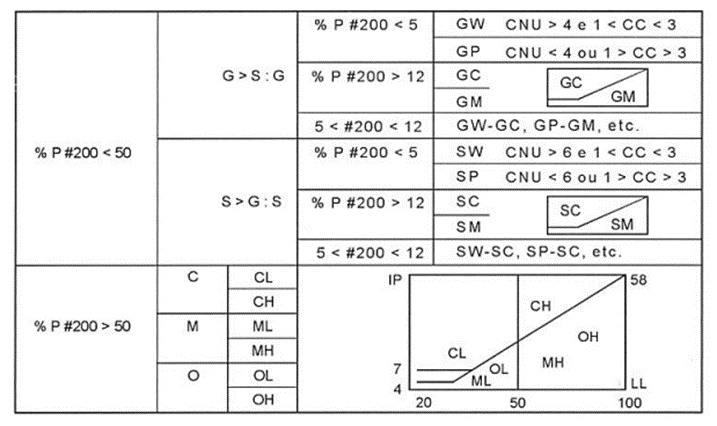 % P #200 < 50
G > S : G
% P #200 < 5
GW CNU > 4 e 1 < CC < 3
GP CNU < 4 ou 1 > CC > 3
% P #200 > 12
GC
GM
GC
GM
5 < #200 < 12
GW-GC, GP-GM, etc.
S > G : S
% P #200 < 5
SW CNU > 6 e 1 < CC < 3
SP CNU < 6 ou 1 > CC > 3
% P #200 > 12
SC
SM
SC
SM
5 < #200 < 12
SW-SC, SP-SC, etc.
% P #200 > 50
C
CL
CH
M
ML
MH
O
OL
OH
IP
58
CH
OH
CL
MH
7
OL
ML
4
LL
20 50 100